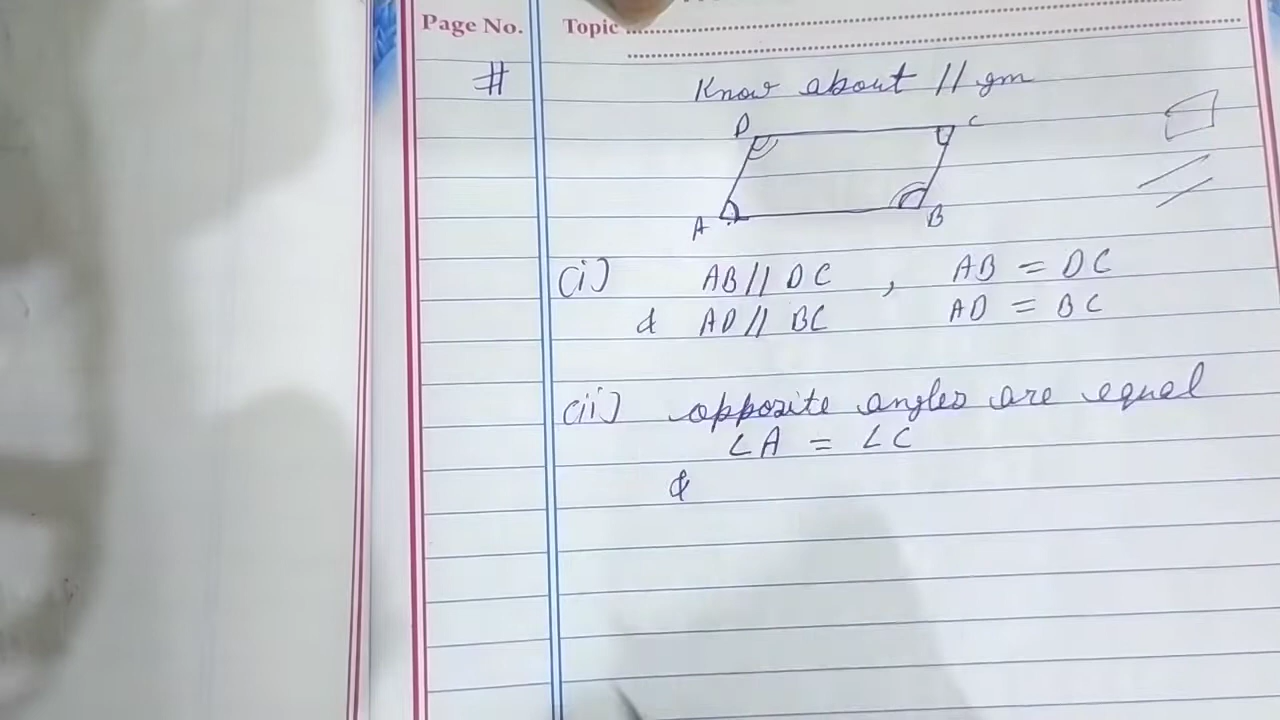 Page No.
Topic
#
Know about // gm
D
C
A
B
(i) AB // DC , AB = DC
& AD // BC AD = BC
(ii) opposite angles are equal
∠A = ∠C
&